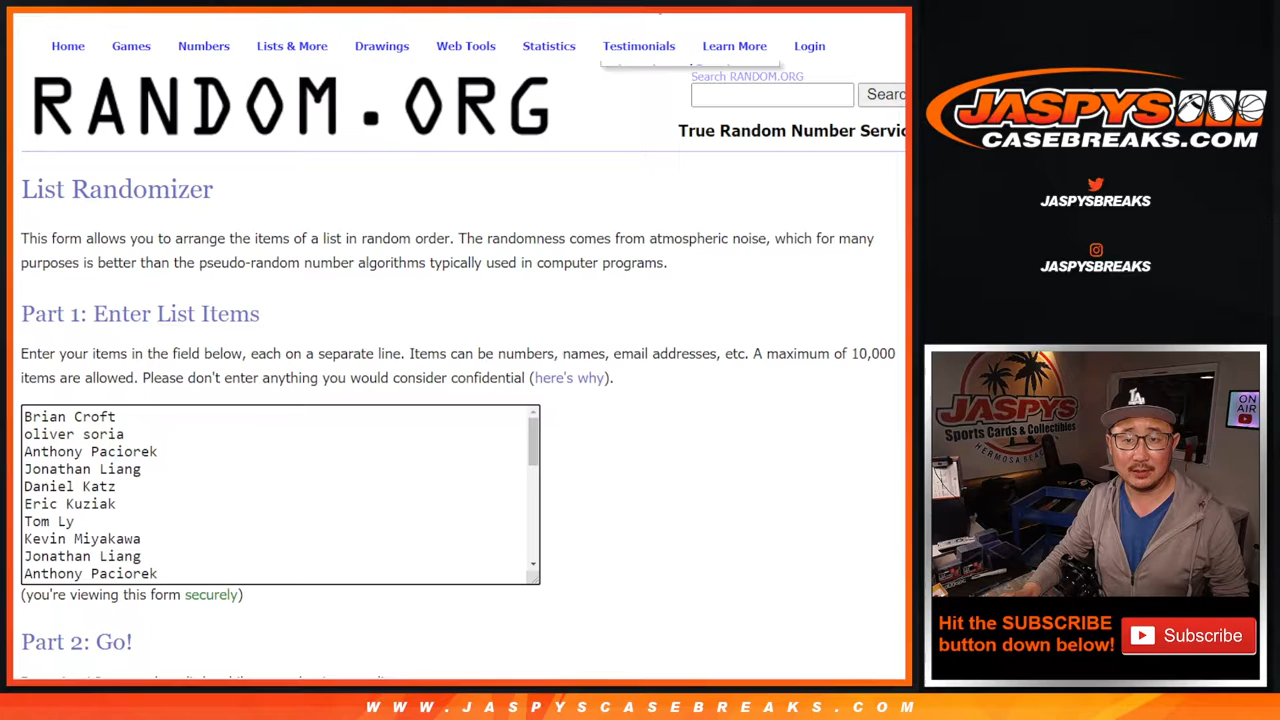 Home Games Numbers Lists & More Drawings Web Tools Statistics Testimonials Learn More Login
RANDOM.ORG
Search RANDOM.ORG
Searc
True Random Number Servic
List Randomizer
This form allows you to arrange the items of a list in random order. The randomness comes from atmospheric noise, which for many
purposes is better than the pseudo-random number algorithms typically used in computer programs.
Part 1: Enter List Items
Enter your items in the field below, each on a separate line. Items can be numbers, names, email addresses, etc. A maximum of 10,000
items are allowed. Please don't enter anything you would consider confidential (here's why).
Brian Croft
oliver soria
Anthony Paciorek
Jonathan Liang
Daniel Katz
Eric Kuziak
Tom Ly
Kevin Miyakawa
Jonathan Liang
Anthony Paciorek
(you're viewing this form securely)
Part 2: Go!
JASPYS
CASEBREAKS.COM
JASPYSBREAKS
JASPYSBREAKS
JASPYS
Sports Cards & Collectibles
HERMOSA BEACH
LA
ON
AIR
Hit the SUBSCRIBE
button down below!
Subscribe
WWW.JASPYSCASEBREAKS.COM